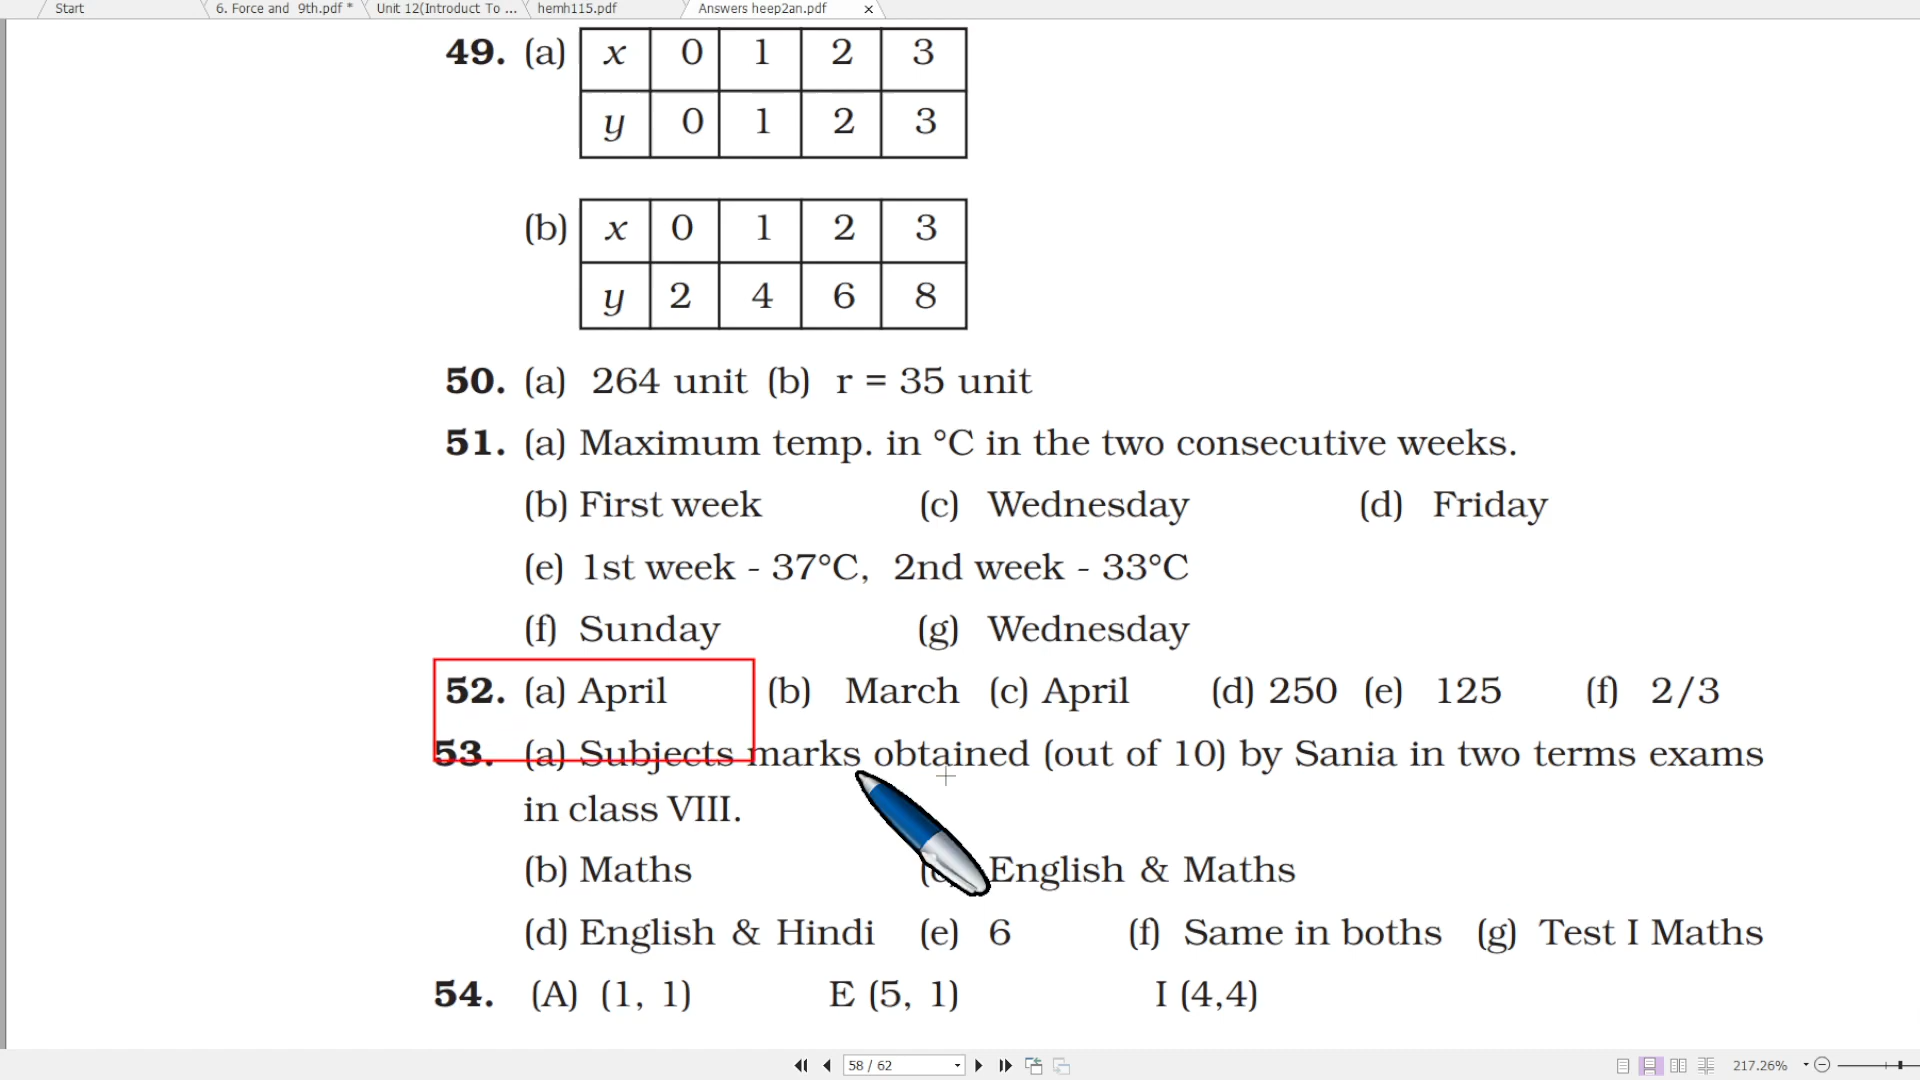 Start 6. Force and 9th.pdf * Unit 12(Introduct To ... hemh115.pdf Answers heep2an.pdf ×
49. (a) x 0 1 2 3
y 0 1 2 3
(b) x 0 1 2 3
y 2 4 6 8
50. (a) 264 unit (b) r = 35 unit
51. (a) Maximum temp. in °C in the two consecutive weeks.
(b) First week (c) Wednesday (d) Friday
(e) 1st week - 37°C, 2nd week - 33°C
(f) Sunday (g) Wednesday
52. (a) April (b) March (c) April (d) 250 (e) 125 (f) 2/3
53. (a) Subjects marks obtained (out of 10) by Sania in two terms exams
in class VIII.
(b) Maths English & Maths
(d) English & Hindi (e) 6 (f) Same in boths (g) Test I Maths
54. (A) (1, 1) E (5, 1) I (4,4)
58 / 62 217.26%